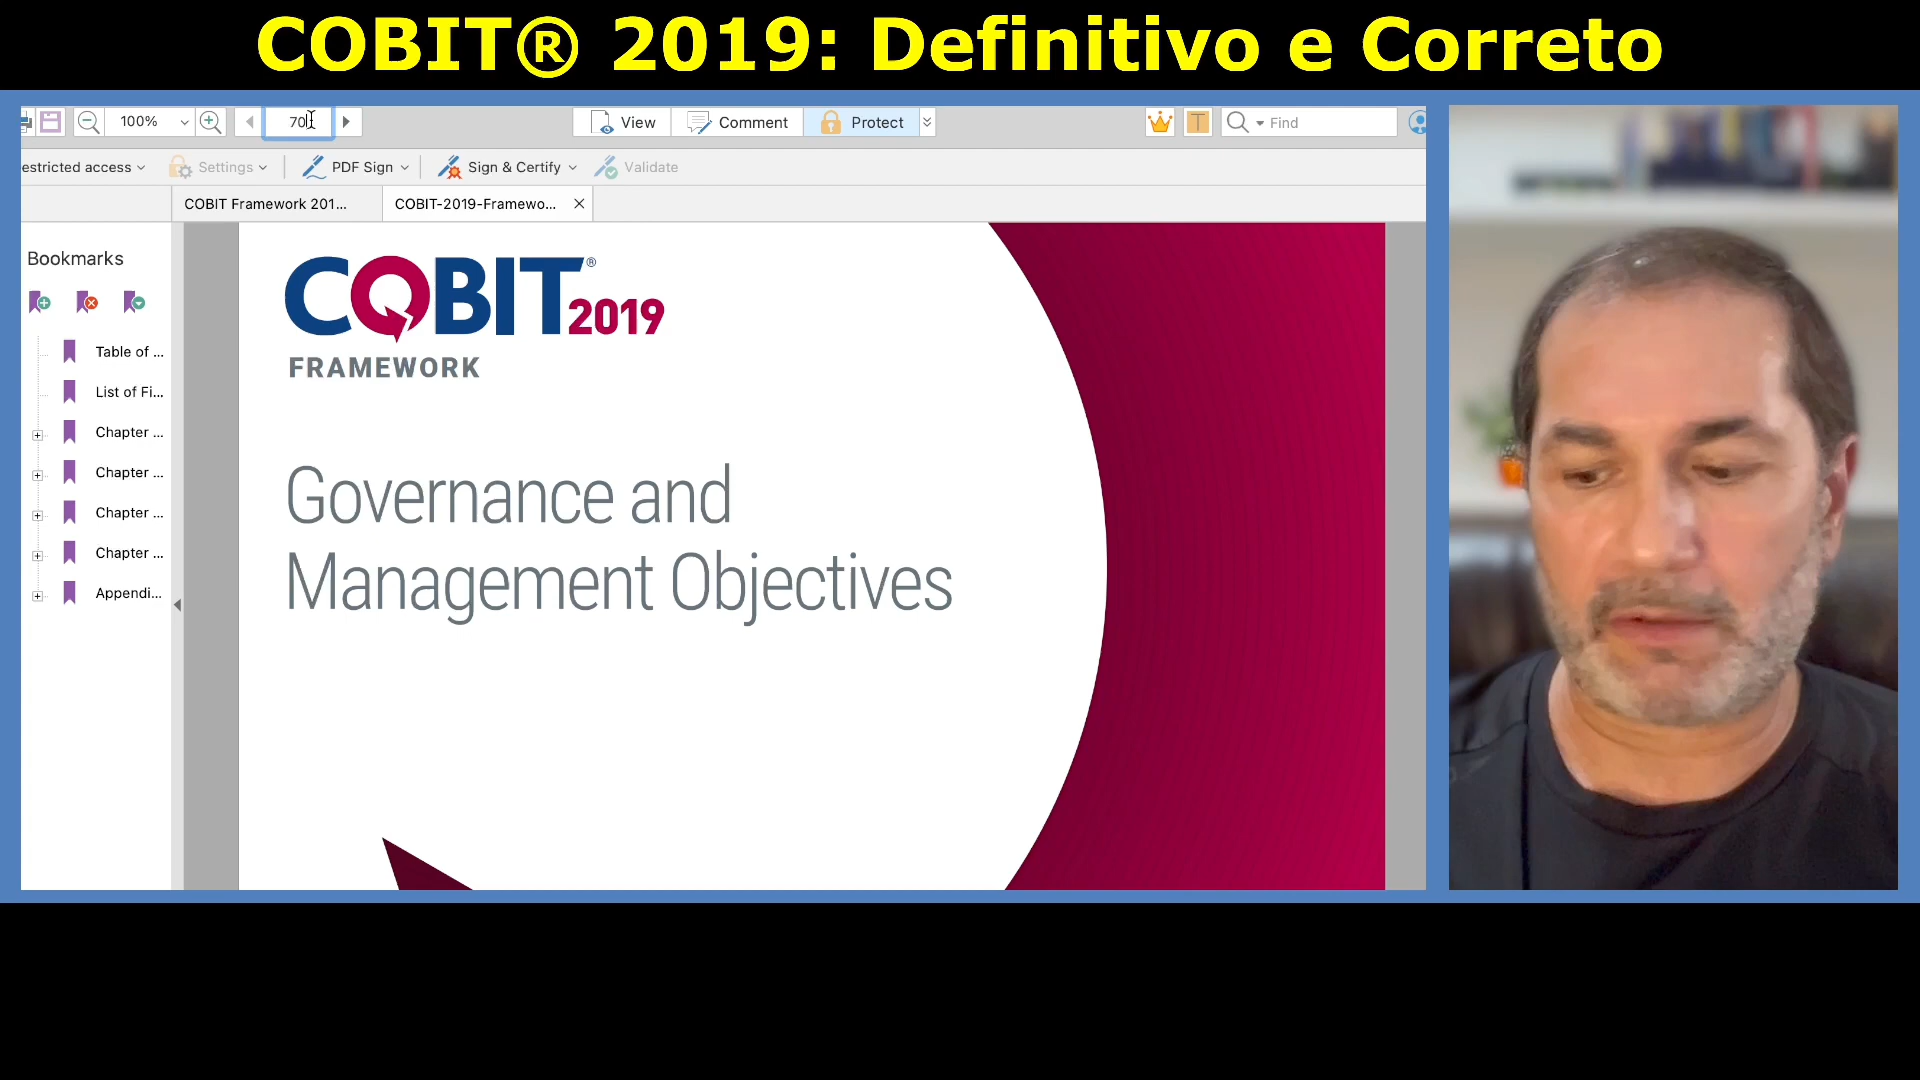 COBIT® 2019: Definitivo e Correto
100%
70
View
Comment
Protect
Find
estricted access
Settings
PDF Sign
Sign & Certify
Validate
COBIT Framework 201...
COBIT-2019-Framewo...
Bookmarks
Table of ...
List of Fi...
Chapter ...
Chapter ...
Chapter ...
Chapter ...
Appendi...
COBIT® 2019
FRAMEWORK
Governance and
Management Objectives